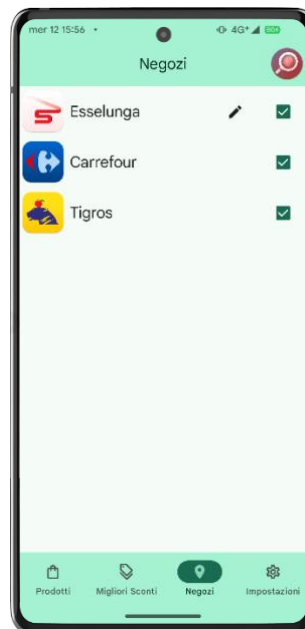 mer 12 15:56
4G+
Negozi
Esselunga
Carrefour
Tigros
Prodotti
Migliori Sconti
Negozi
Impostazioni